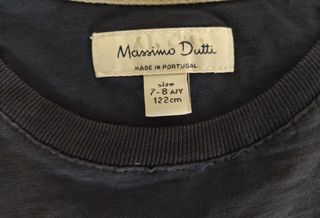 Massimo Dutti
MADE IN PORTUGAL
size
7-8 A/Y
122cm